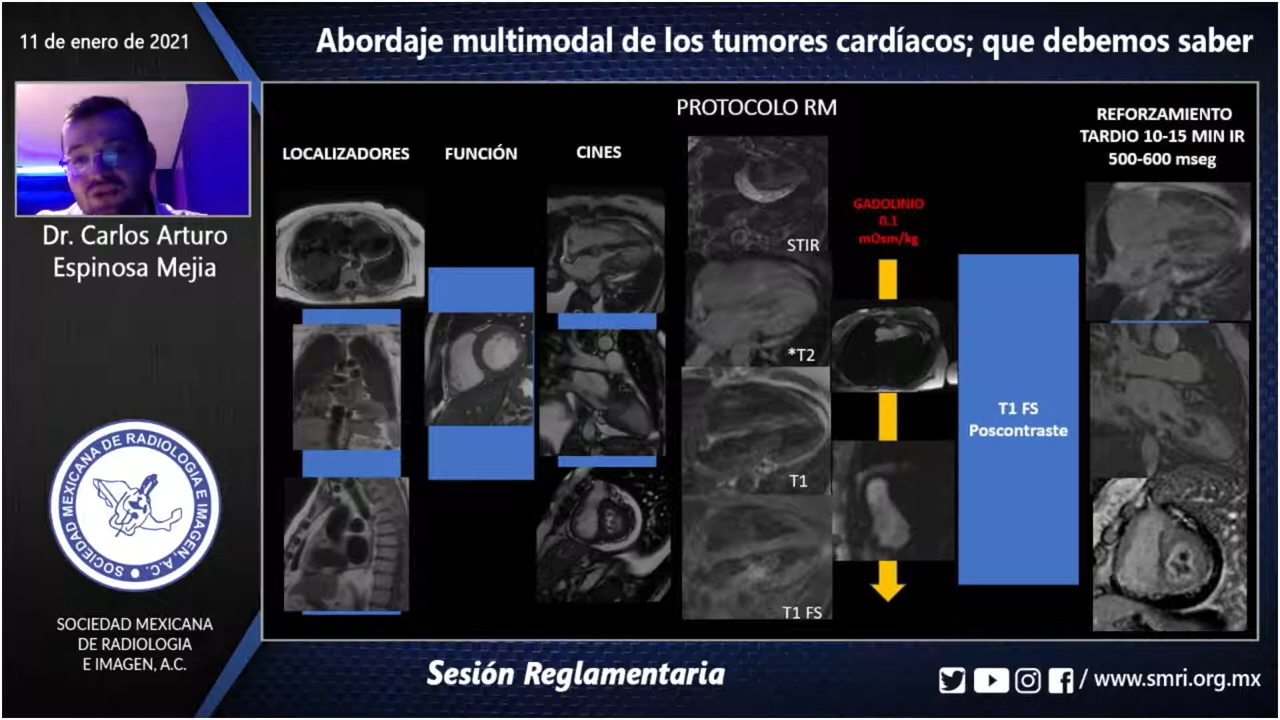 11 de enero de 2021
Abordaje multimodal de los tumores cardíacos; que debemos saber
Dr. Carlos Arturo
Espinosa Mejia
SOCIEDAD MEXICANA DE RADIOLOGIA E IMAGEN, A.C.
SOCIEDAD MEXICANA
DE RADIOLOGIA
E IMAGEN, A.C.
PROTOCOLO RM
LOCALIZADORES
FUNCIÓN
CINES
STIR
*T2
T1
T1 FS
GADOLINIO
0.1
mOsm/kg
T1 FS
Poscontraste
REFORZAMIENTO
TARDIO 10-15 MIN IR
500-600 mseg
Sesión Reglamentaria
/ www.smri.org.mx